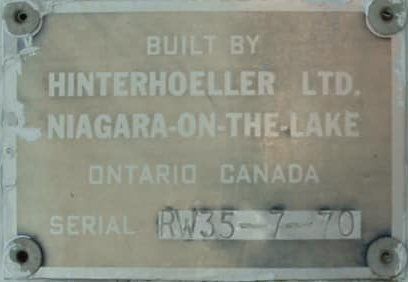 BUILT BY
HINTERHOELLER LTD.
NIAGARA-ON-THE-LAKE
ONTARIO CANADA
SERIAL RW35-7-70